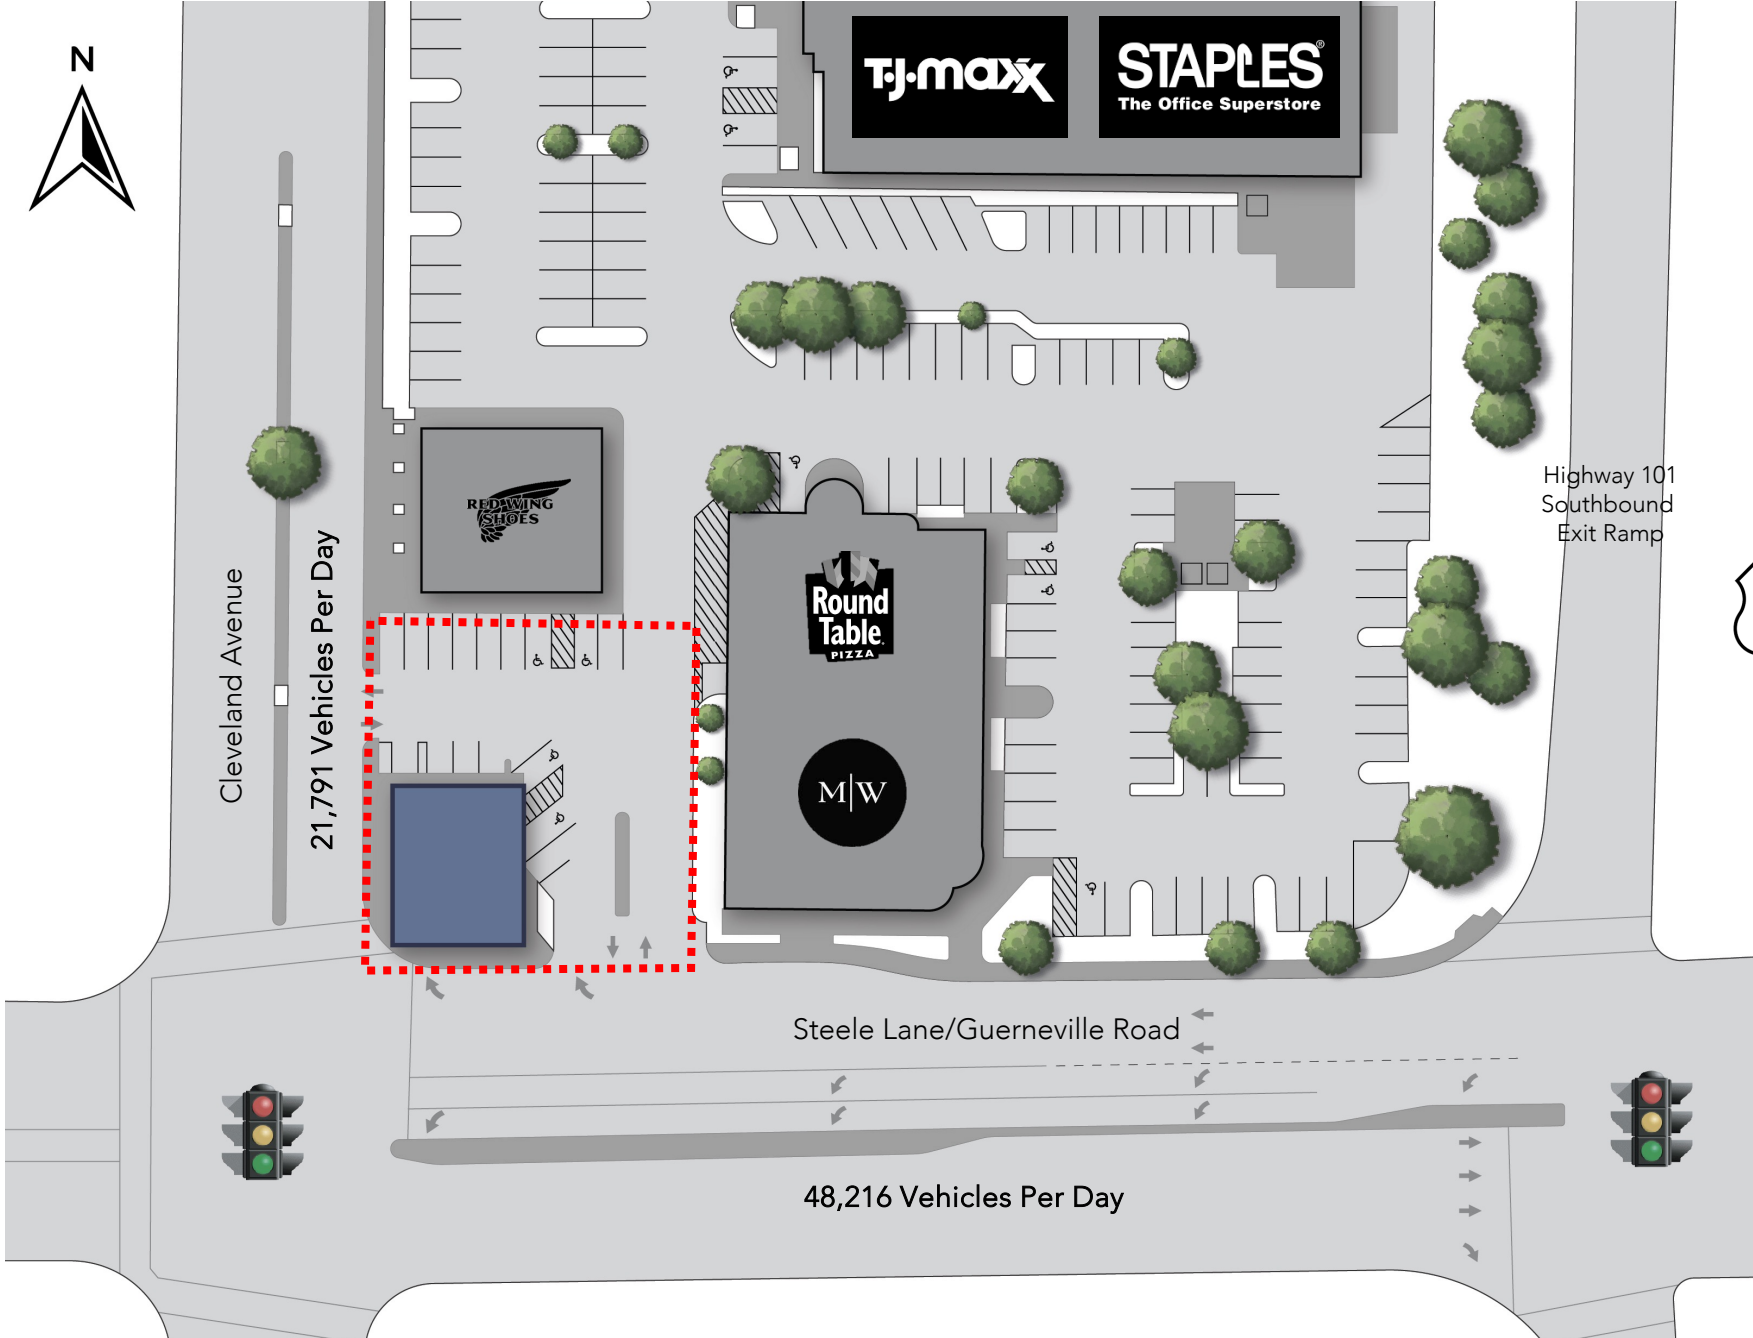 N
T.J.maxx
STAPLES®
The Office Superstore
Highway 101
Southbound
Exit Ramp
RED WING
SHOES
Cleveland Avenue
21,791 Vehicles Per Day
Round
Table
PIZZA
M|W
Steele Lane/Guerneville Road
48,216 Vehicles Per Day